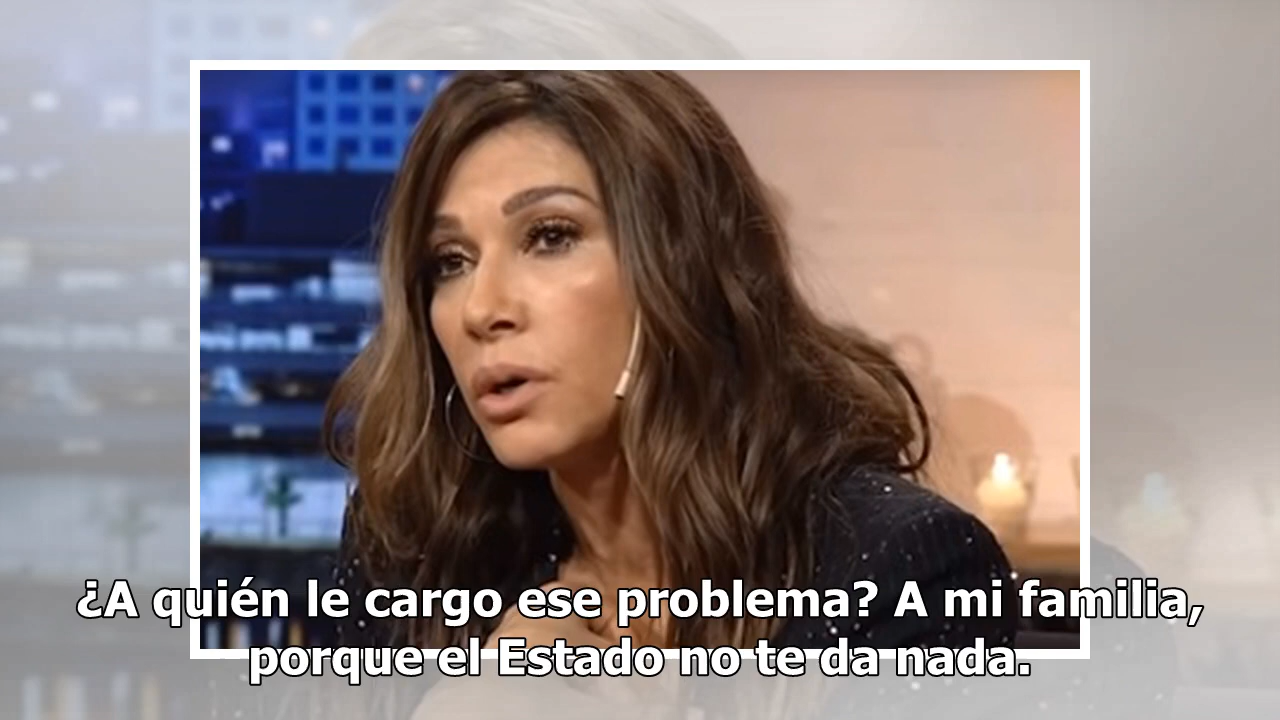 ¿A quién le cargo ese problema? A mi familia,
porque el Estado no te da nada.